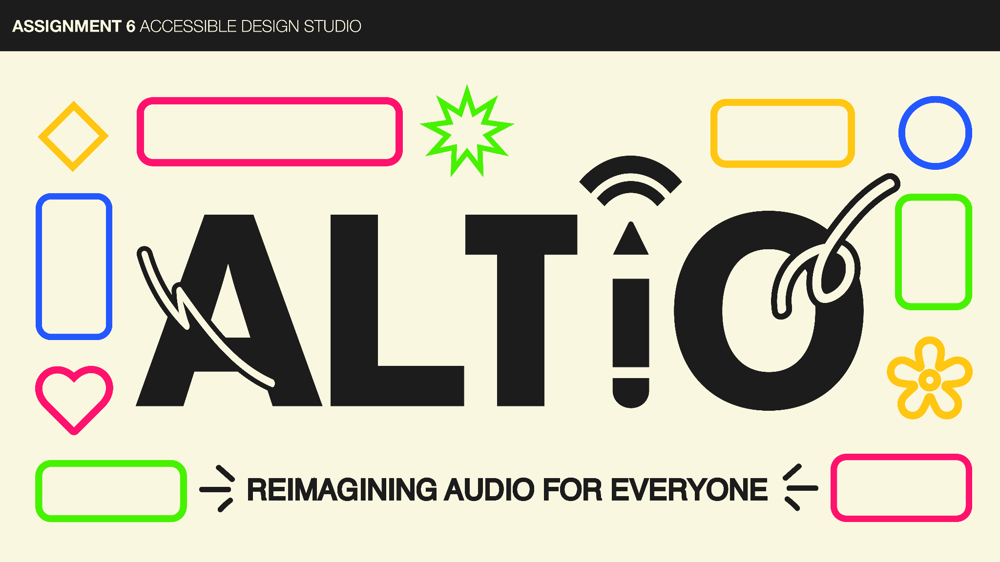 ASSIGNMENT 6 ACCESSIBLE DESIGN STUDIO
ALTiO
REIMAGINING AUDIO FOR EVERYONE